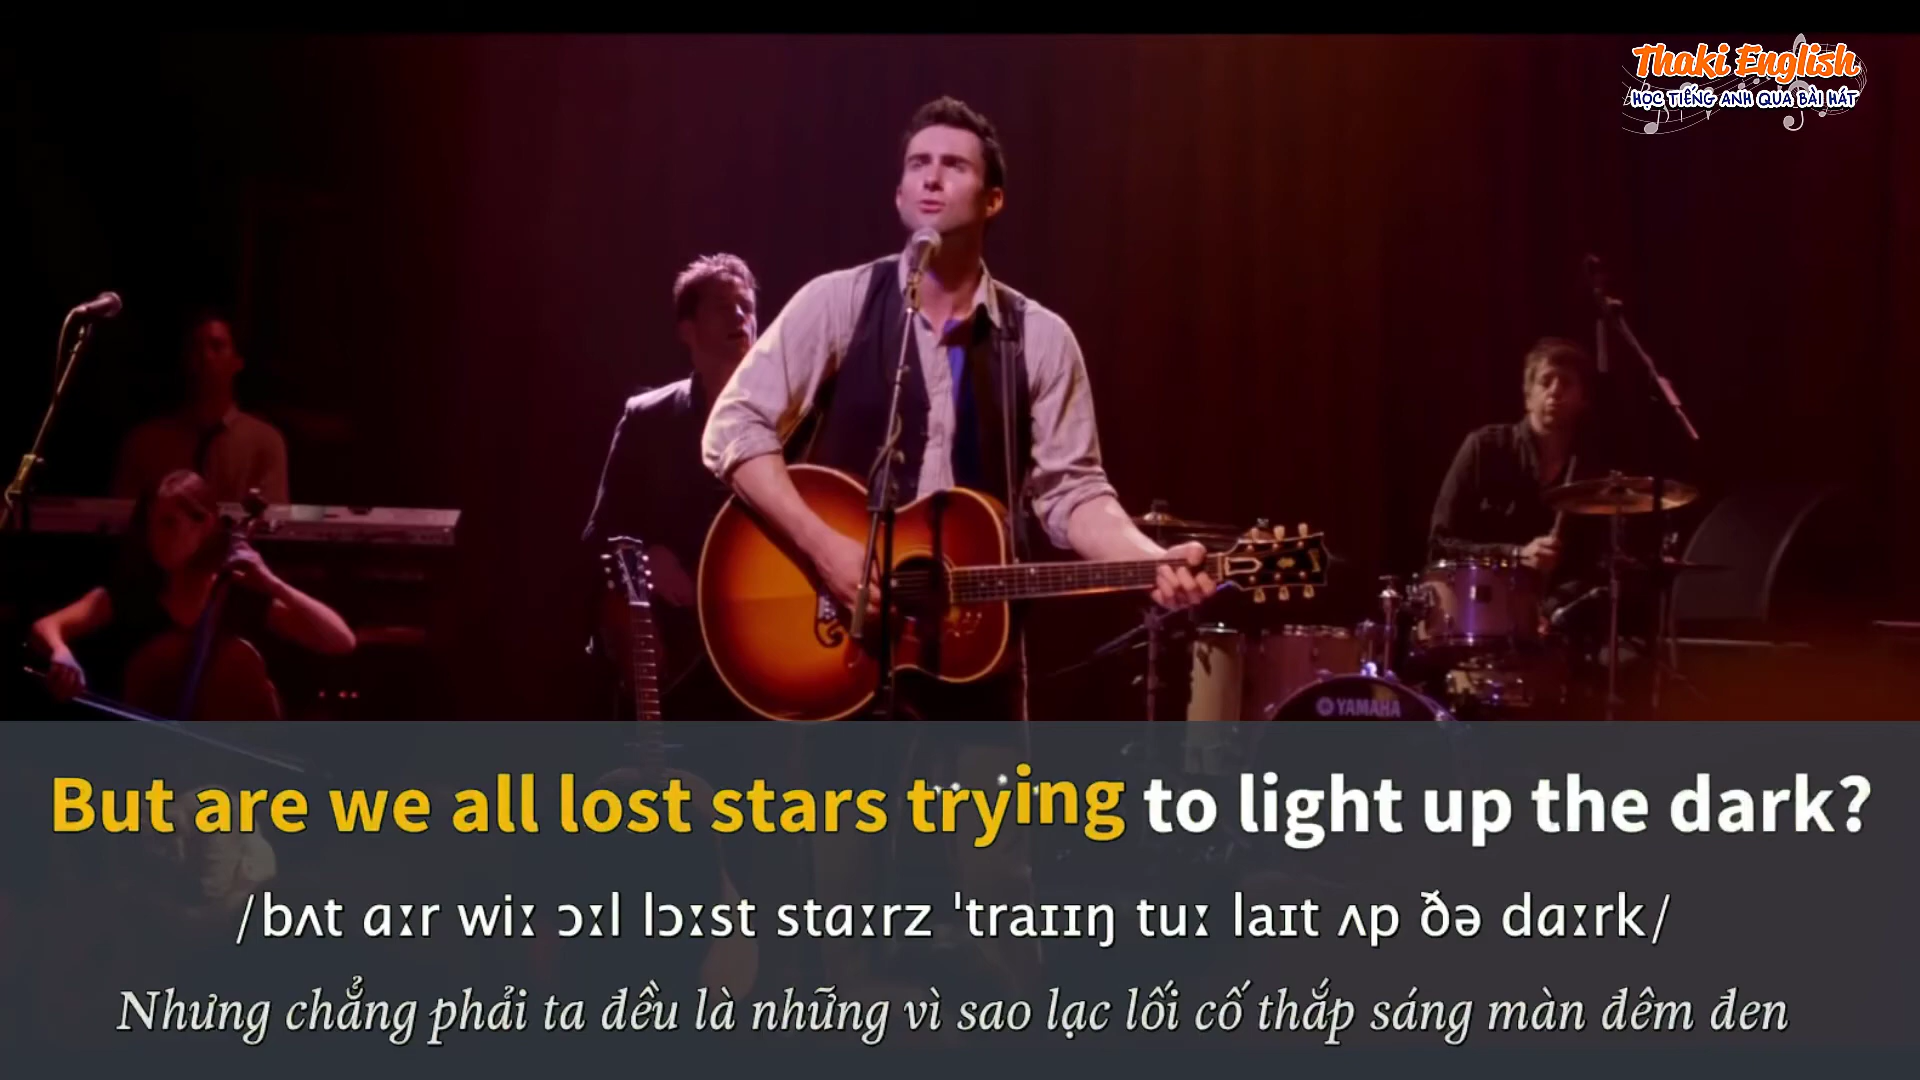 Thaki English
HỌC TIẾNG ANH QUA BÀI HÁT
YAMAHA
But are we all lost stars trying to light up the dark?
/bʌt ɑːr wiː ɔːl lɔːst stɑːrz ˈtraɪɪŋ tuː laɪt ʌp ðə dɑːrk/
Nhưng chẳng phải ta đều là những vì sao lạc lối cố thắp sáng màn đêm đen